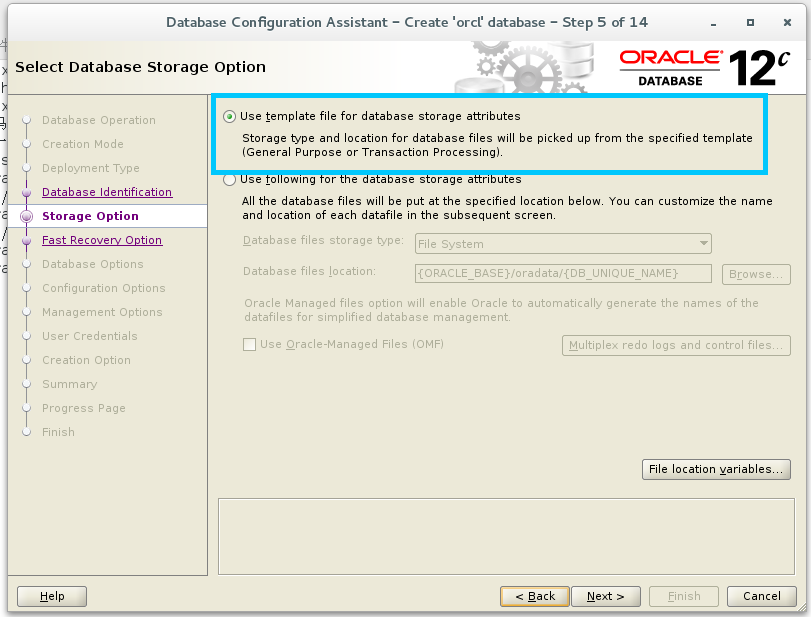 Database Configuration Assistant – Create 'orcl' database – Step 5 of 14
Select Database Storage Option
ORACLE®
DATABASE
12c
Database Operation
Creation Mode
Deployment Type
Database Identification
Storage Option
Fast Recovery Option
Database Options
Configuration Options
Management Options
User Credentials
Creation Option
Summary
Progress Page
Finish
Use template file for database storage attributes
Storage type and location for database files will be picked up from the specified template
(General Purpose or Transaction Processing).
Use following for the database storage attributes
All the database files will be put at the specified location below. You can customize the name
and location of each datafile in the subsequent screen.
Database files storage type:
File System
Database files location:
{ORACLE_BASE}/oradata/{DB_UNIQUE_NAME}
Browse...
Oracle Managed files option will enable Oracle to automatically generate the names of the
datafiles for simplified database management.
Use Oracle-Managed Files (OMF)
Multiplex redo logs and control files...
File location variables...
Help
< Back
Next >
Finish
Cancel